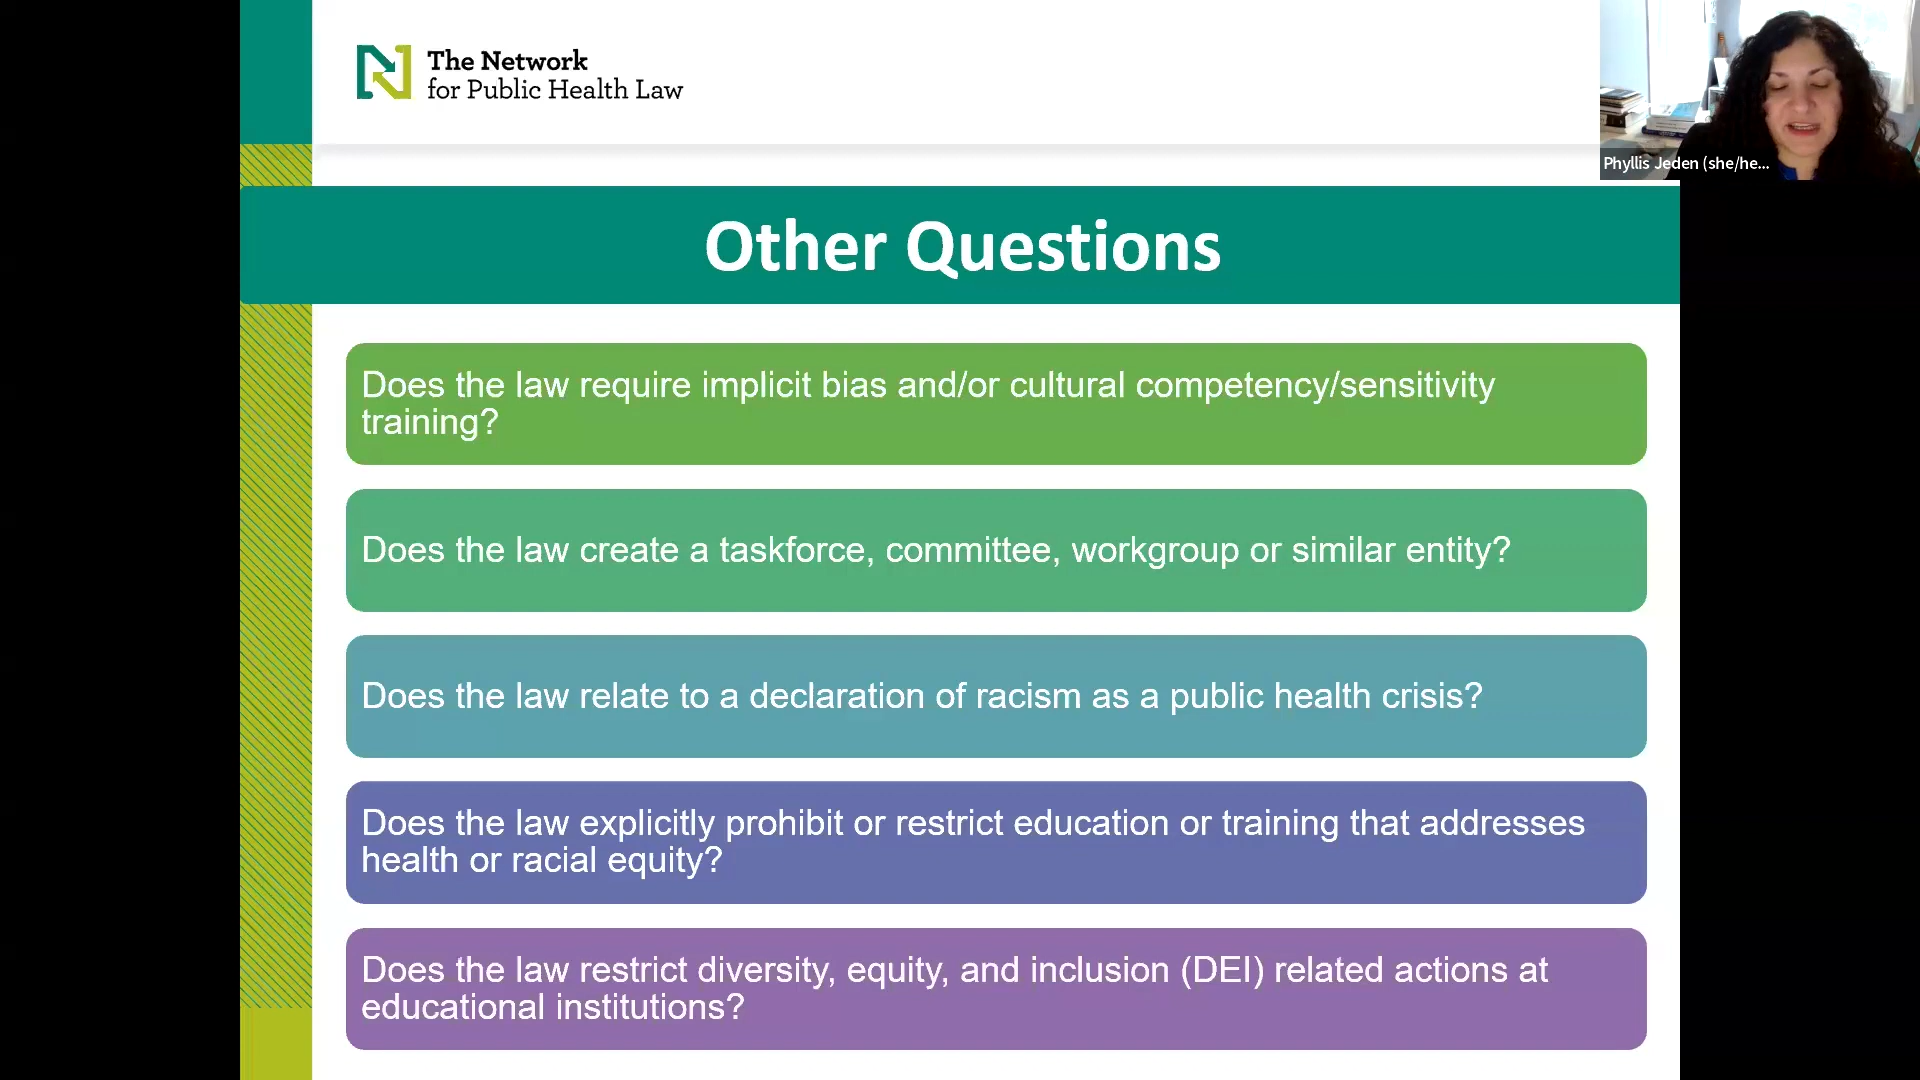 The Network
for Public Health Law
Phyllis Jeden (she/he...
Other Questions
Does the law require implicit bias and/or cultural competency/sensitivity
training?
Does the law create a taskforce, committee, workgroup or similar entity?
Does the law relate to a declaration of racism as a public health crisis?
Does the law explicitly prohibit or restrict education or training that addresses
health or racial equity?
Does the law restrict diversity, equity, and inclusion (DEI) related actions at
educational institutions?